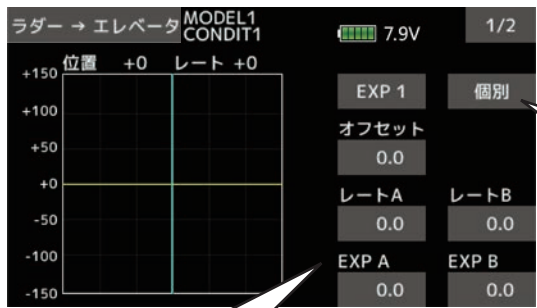 ラダー → エレベータ MODEL1 CONDIT1 7.9V 1/2
位置 +0 レート +0
+150
+100
+50
+0
-50
-100
-150
EXP 1 個別
オフセット
0.0
レートA レートB
0.0 0.0
EXP A EXP B
0.0 0.0